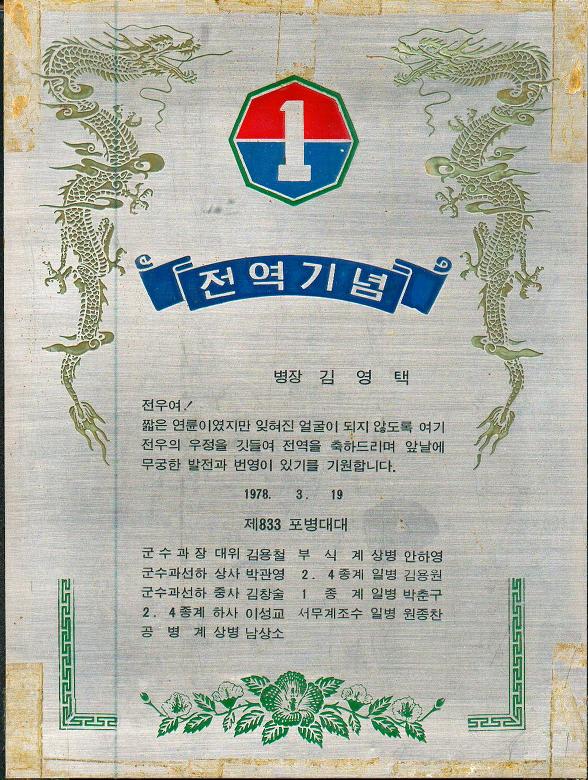 1
전역기념
병장 김 영 택
전우여!
짧은 연륜이였지만 잊혀진 얼굴이 되지 않도록 여기
전우의 우정을 깃들여 전역을 축하드리며 앞날에
무궁한 발전과 번영이 있기를 기원합니다.
1978. 3. 19
제833 포병대대
군수과장 대위 김용철 부 식 계 상병 안하영
군수과선하 상사 박관영 2. 4종계 일병 김용원
군수과선하 중사 김창술 1 종 계 일병 박춘구
2. 4종계 하사 이성교 서무계조수 일병 원종찬
공 병 계 상병 남상소